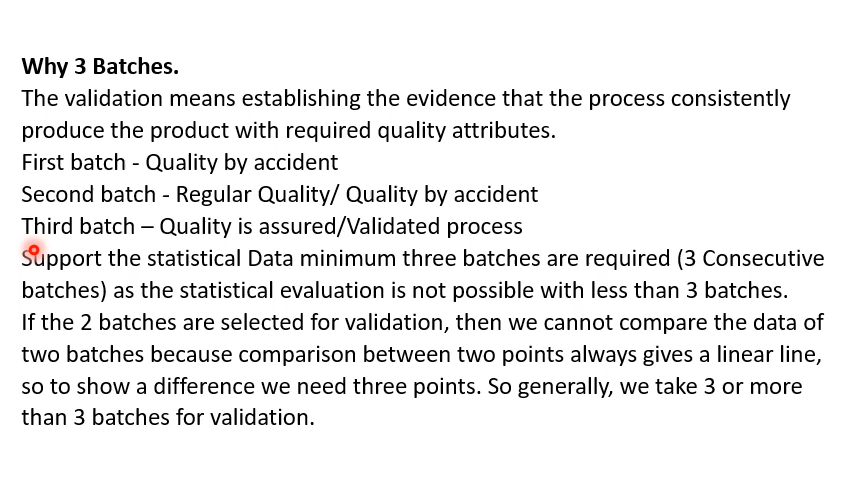 Why 3 Batches.
The validation means establishing the evidence that the process consistently
produce the product with required quality attributes.
First batch - Quality by accident
Second batch - Regular Quality/ Quality by accident
Third batch – Quality is assured/Validated process
Support the statistical Data minimum three batches are required (3 Consecutive
batches) as the statistical evaluation is not possible with less than 3 batches.
If the 2 batches are selected for validation, then we cannot compare the data of
two batches because comparison between two points always gives a linear line,
so to show a difference we need three points. So generally, we take 3 or more
than 3 batches for validation.